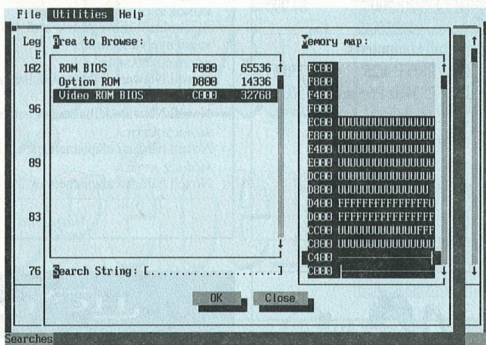 File Utilities Help
Leg
E
102
96
89
83
76
Area to Browse:
ROM BIOS F000 65536
Option ROM D800 14336
Video ROM BIOS C000 32768
Search String: [......................]
OK Close
Memory map:
FC00
F800
F400
F000
EC00 UUUUUUUUUUUUUUUU
E800 UUUUUUUUUUUUUUUU
E400 UUUUUUUUUUUUUUUU
E000 UUUUUUUUUUUUUUUU
DC00 UUUUUUUUUUUUUUUU
D800 UUUUUUUUUUUUUUU
D400 FFFFFFFFFFFFFFFU
D000 FFFFFFFFFFFFFFFF
CC00 UUUUUUUUUUUUUFFF
C800 UUUUUUUUUUUUUUUU
C400
C000
Searches